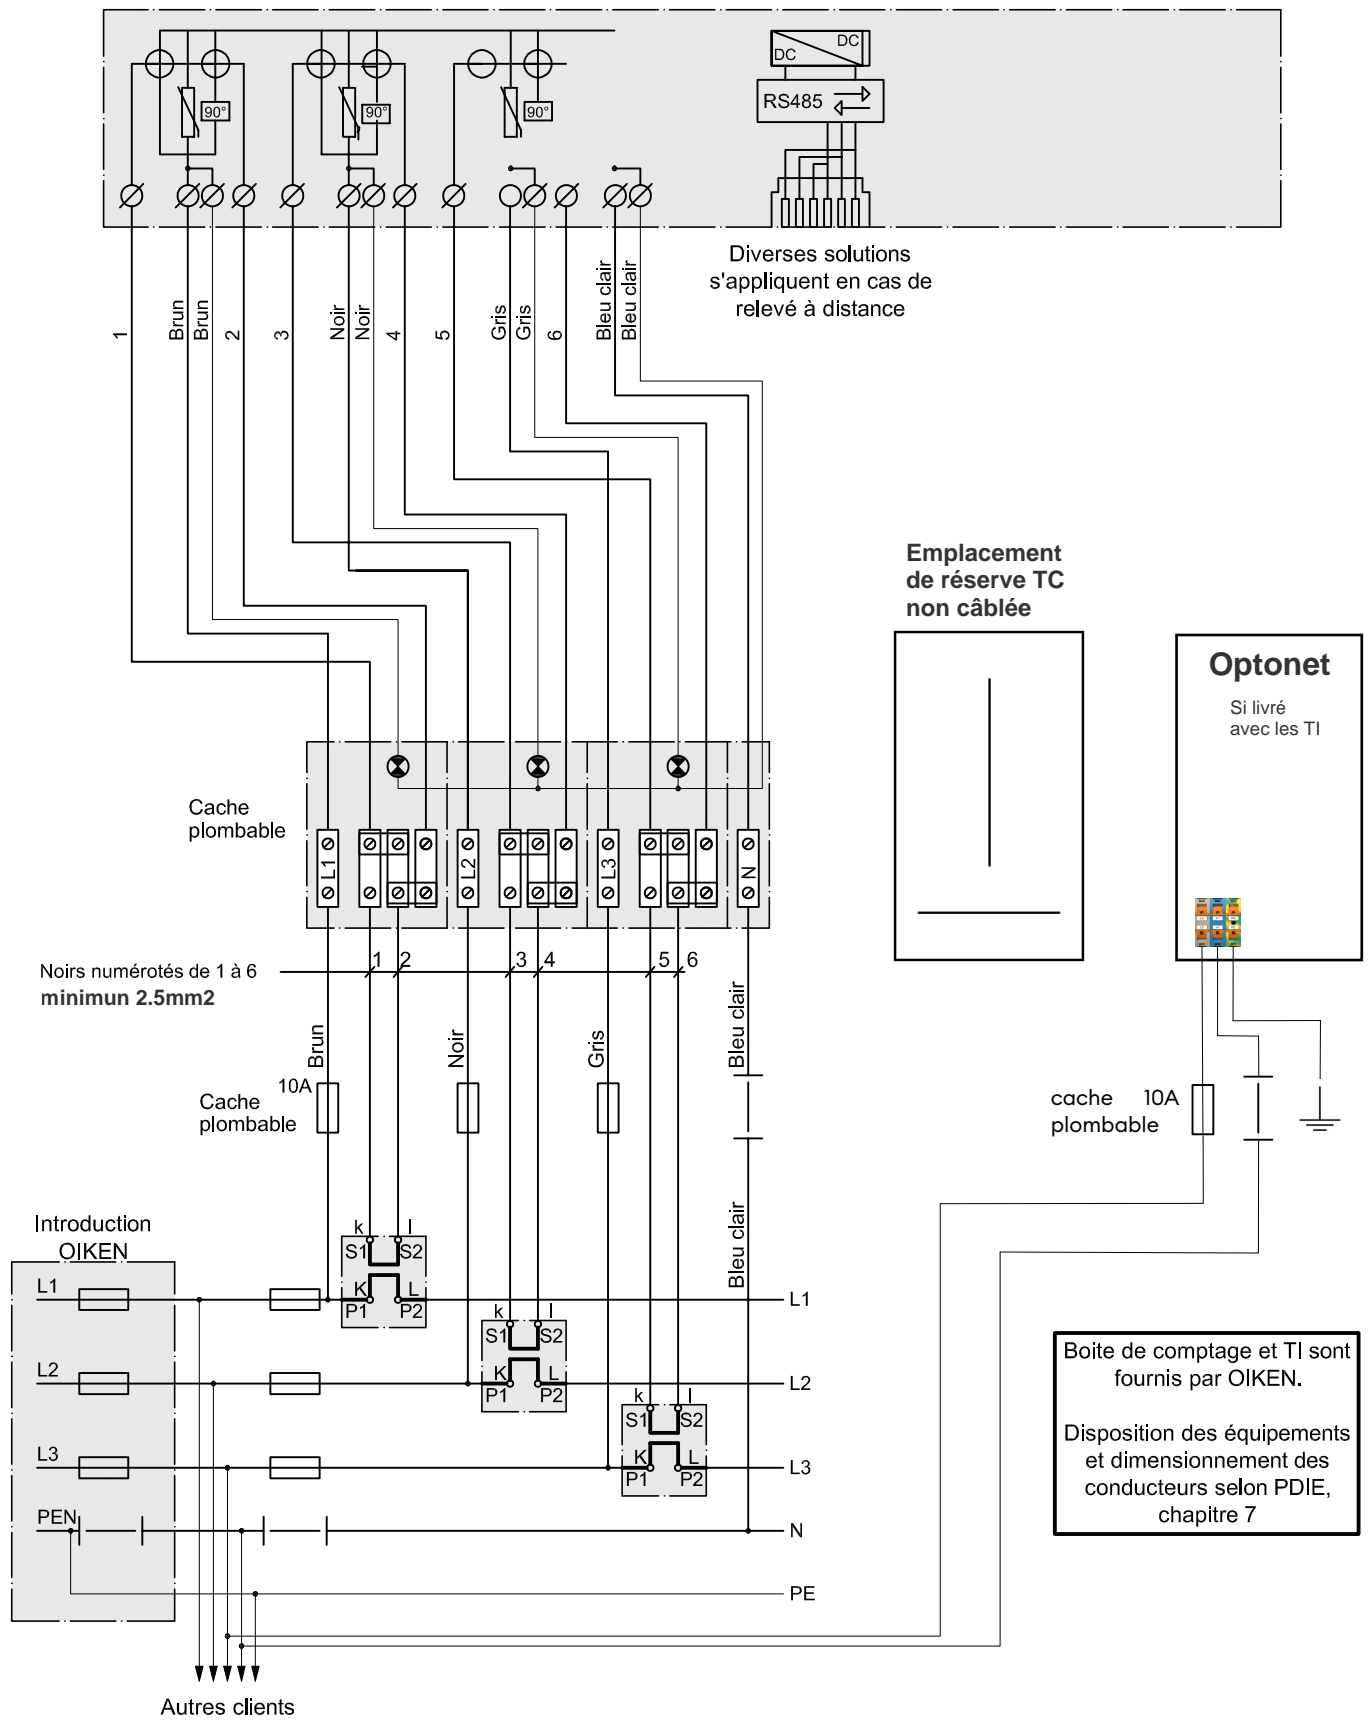 DC
DC
RS485
90°
90°
90°
Diverses solutions
s'appliquent en cas de
relevé à distance
1
Brun
Brun
2
3
Noir
Noir
4
5
Gris
Gris
6
Bleu clair
Bleu clair
Emplacement
de réserve TC
non câblée
Optonet
Si livré
avec les TI
Cache
plombable
L1
L2
L3
N
Noirs numérotés de 1 à 6
minimun 2.5mm2
1
2
3
4
5
6
Brun
Noir
Gris
Bleu clair
10A
Cache
plombable
cache 10A
plombable
Bleu clair
Introduction
OIKEN
k l
S1 S2
K L
P1 P2
L1
L1
k l
S1 S2
K L
P1 P2
L2
L2
k l
S1 S2
K L
P1 P2
L3
L3
PEN
N
PE
Boite de comptage et TI sont
fournis par OIKEN.
Disposition des équipements
et dimensionnement des
conducteurs selon PDIE,
chapitre 7
Autres clients